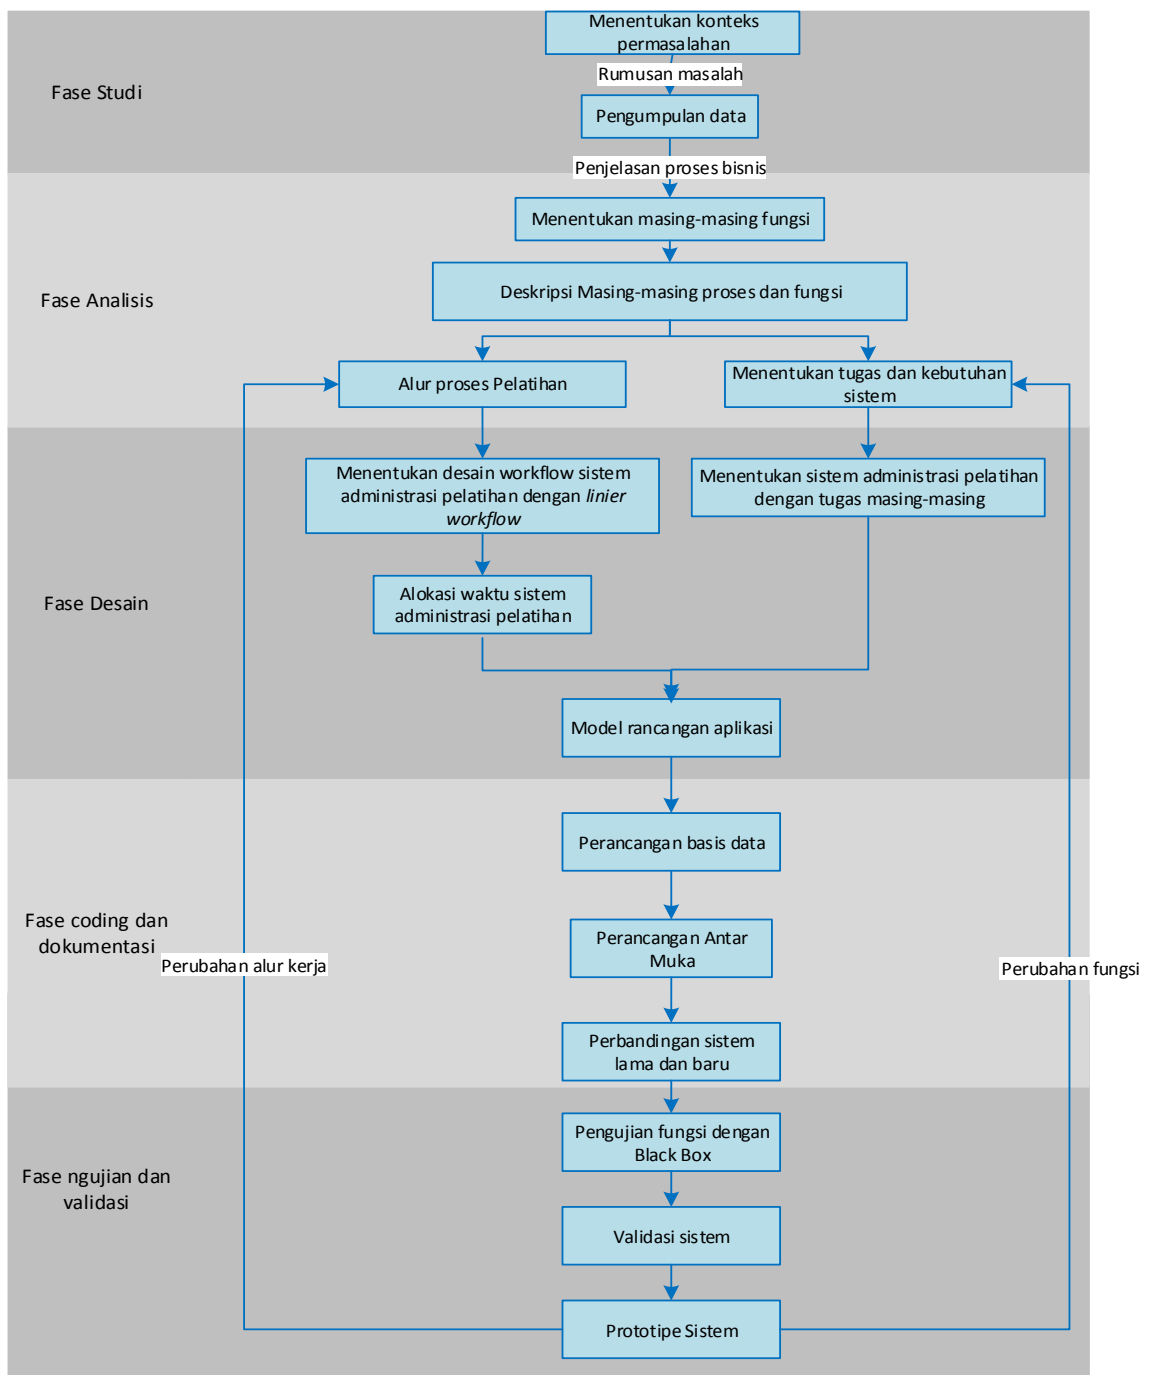 Menentukan konteks
permasalahan
Rumusan masalah
Fase Studi
Pengumpulan data
Penjelasan proses bisnis
Menentukan masing-masing fungsi
Fase Analisis
Deskripsi Masing-masing proses dan fungsi
Alur proses Pelatihan
Menentukan tugas dan kebutuhan
sistem
Menentukan desain workflow sistem
administrasi pelatihan dengan linier
workflow
Menentukan sistem administrasi pelatihan
dengan tugas masing-masing
Fase Desain
Alokasi waktu sistem
administrasi pelatihan
Model rancangan aplikasi
Perancangan basis data
Fase coding dan
dokumentasi
Perancangan Antar
Muka
Perubahan alur kerja
Perubahan fungsi
Perbandingan sistem
lama dan baru
Pengujian fungsi dengan
Black Box
Fase ngujian dan
validasi
Validasi sistem
Prototipe Sistem